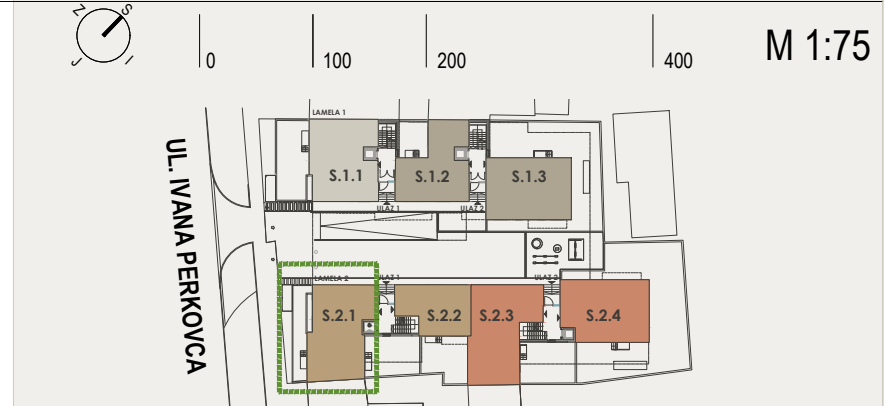 Z S
J I
0 100 200 400 M 1:75
LAMELA 1
S.1.1 S.1.2 S.1.3
UL. IVANA PERKOVCA
ULAZ 1 ULAZ 2
LAMELA 2 ULAZ 1 ULAZ 2
S.2.1 S.2.2 S.2.3 S.2.4